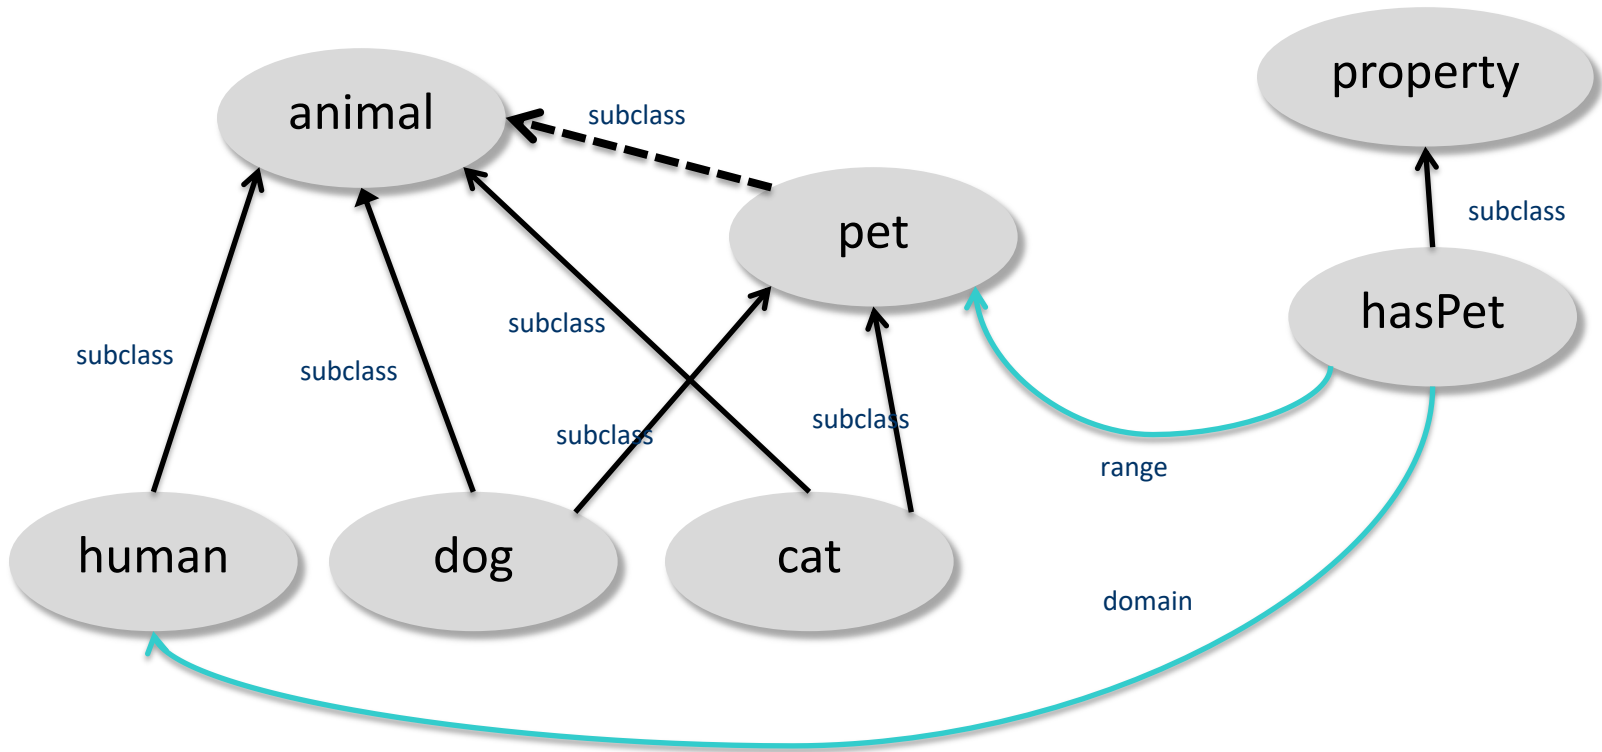 property
animal
subclass
subclass
pet
hasPet
subclass
subclass
subclass
subclass
subclass
range
human
dog
cat
domain